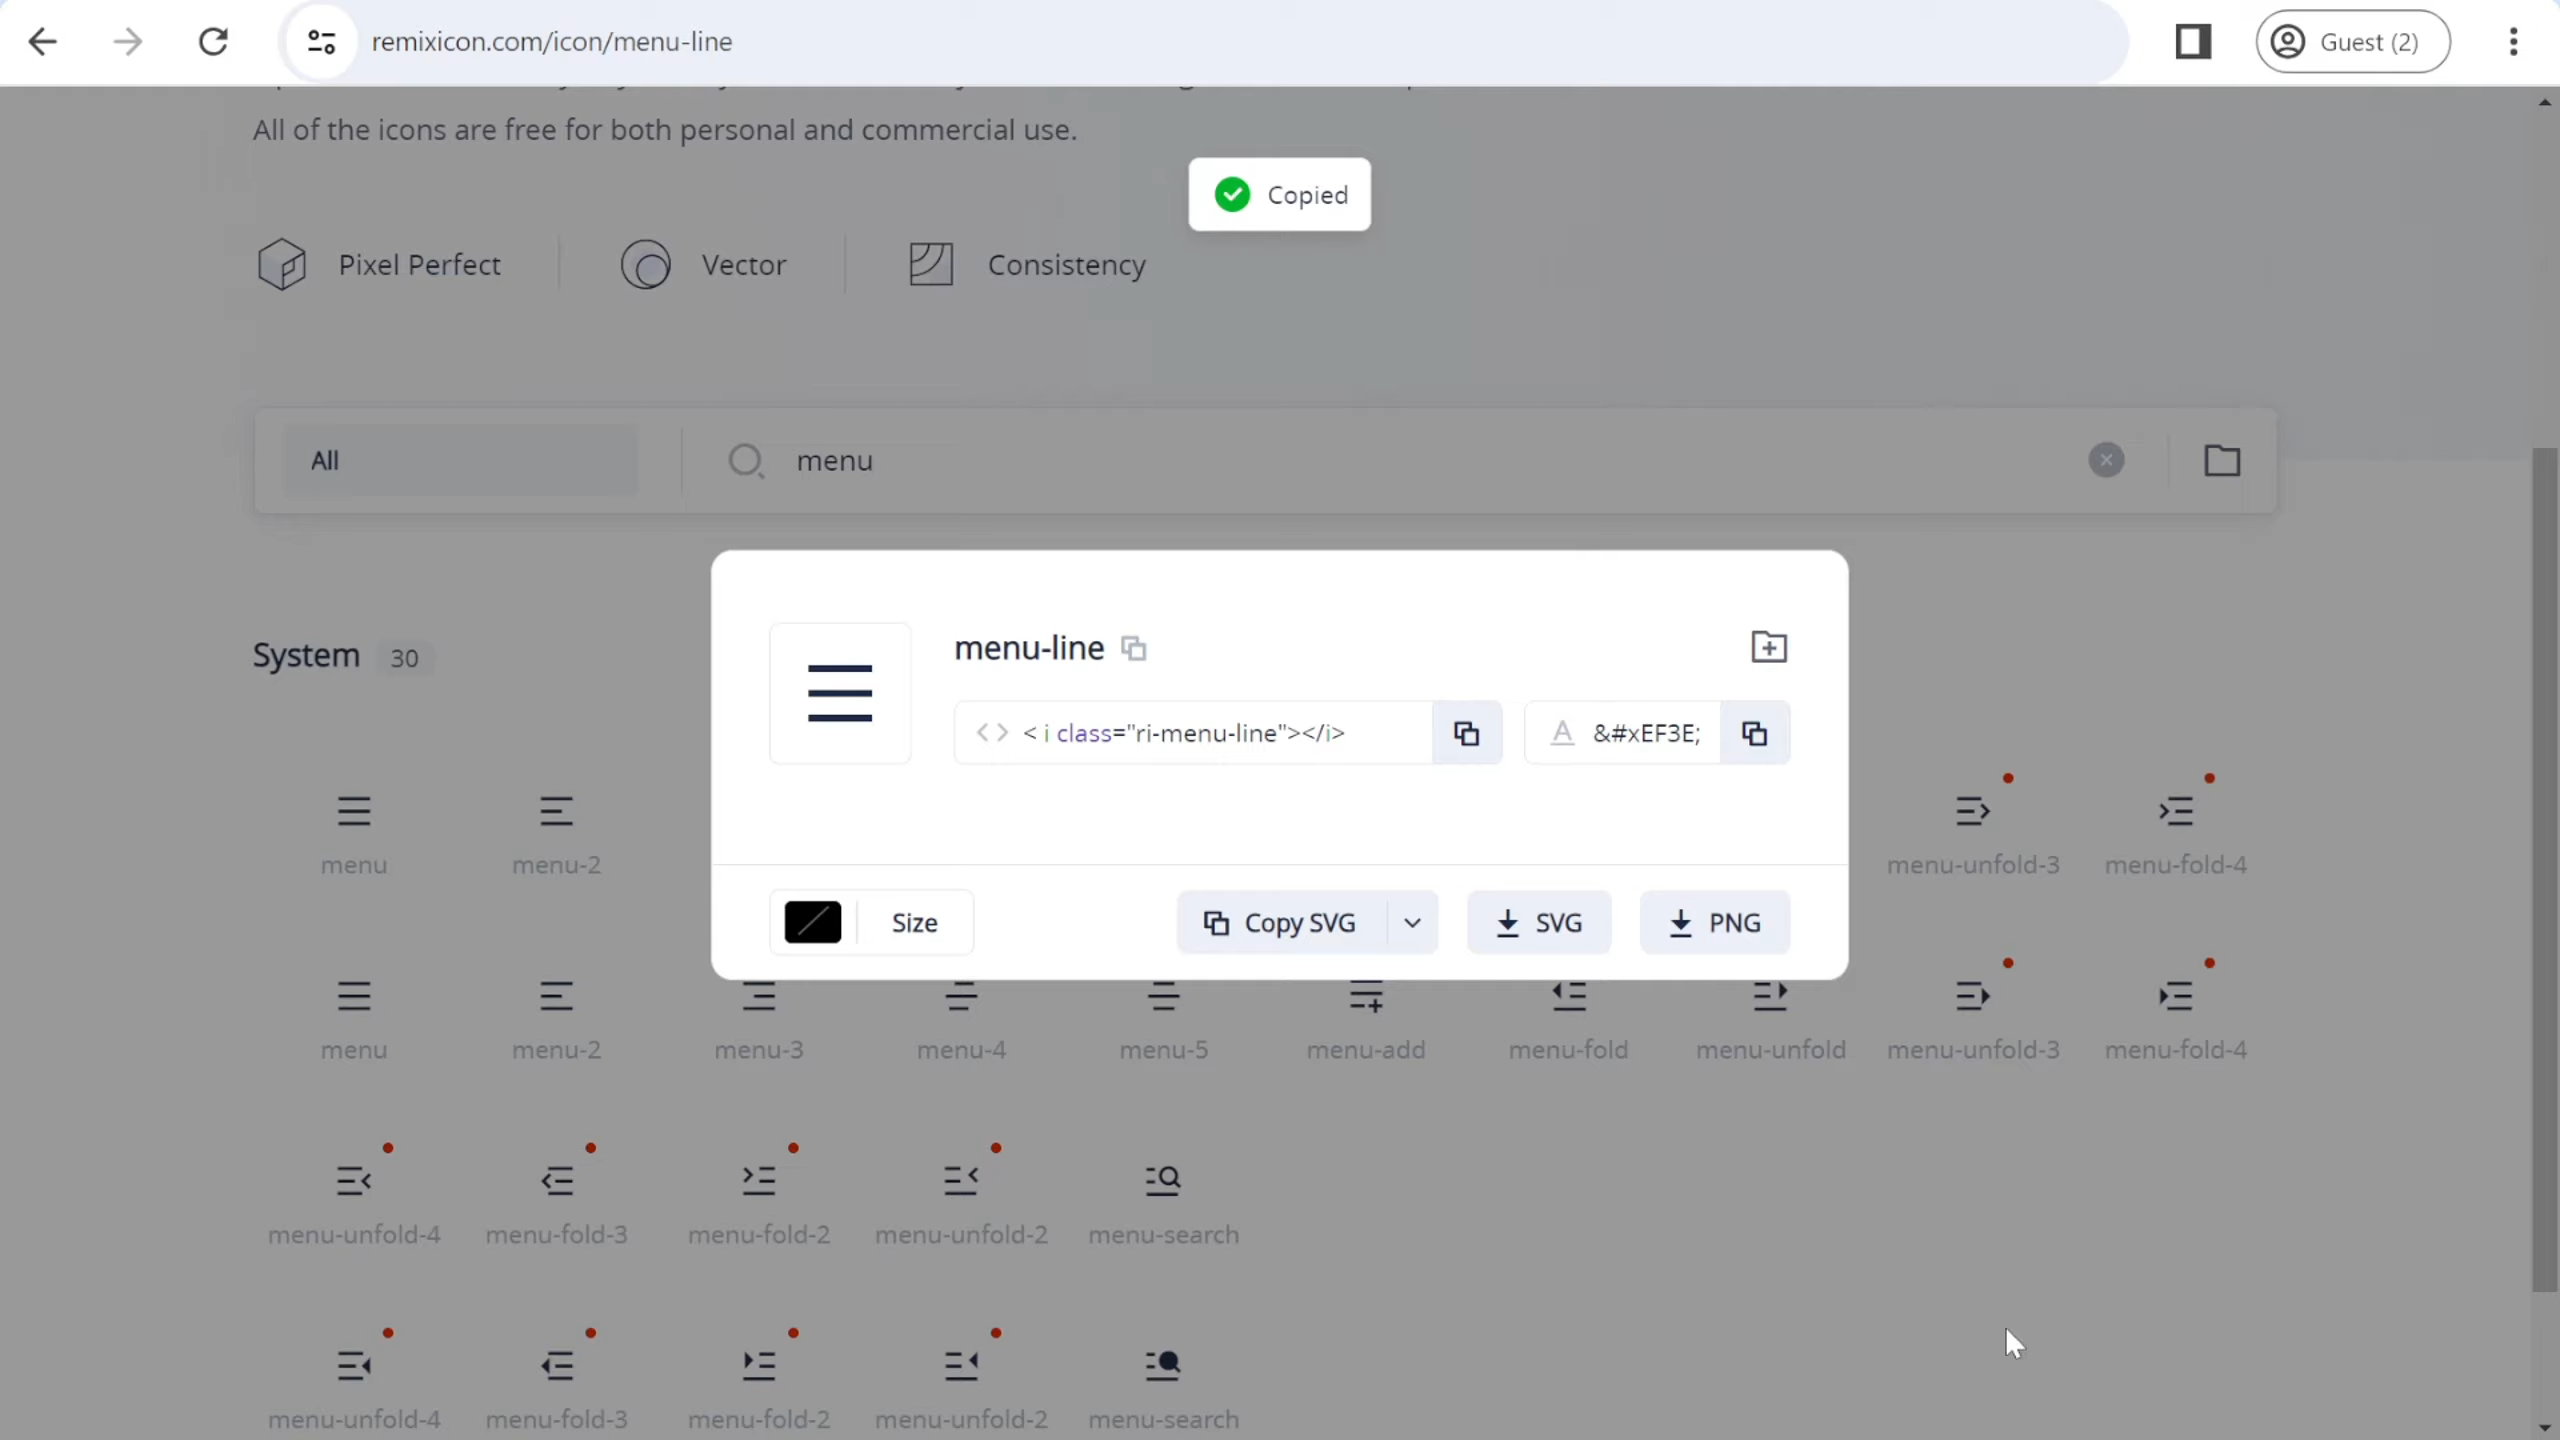 remixicon.com/icon/menu-line
Guest (2)
All of the icons are free for both personal and commercial use.
Copied
Pixel Perfect
Vector
Consistency
All
menu
System 30
menu-line
< i class="ri-menu-line"></i>
&#xEF3E;
menu
menu-2
menu-unfold-3
menu-fold-4
Size
Copy SVG
SVG
PNG
menu
menu-2
menu-3
menu-4
menu-5
menu-add
menu-fold
menu-unfold
menu-unfold-3
menu-fold-4
menu-unfold-4
menu-fold-3
menu-fold-2
menu-unfold-2
menu-search
menu-unfold-4
menu-fold-3
menu-fold-2
menu-unfold-2
menu-search